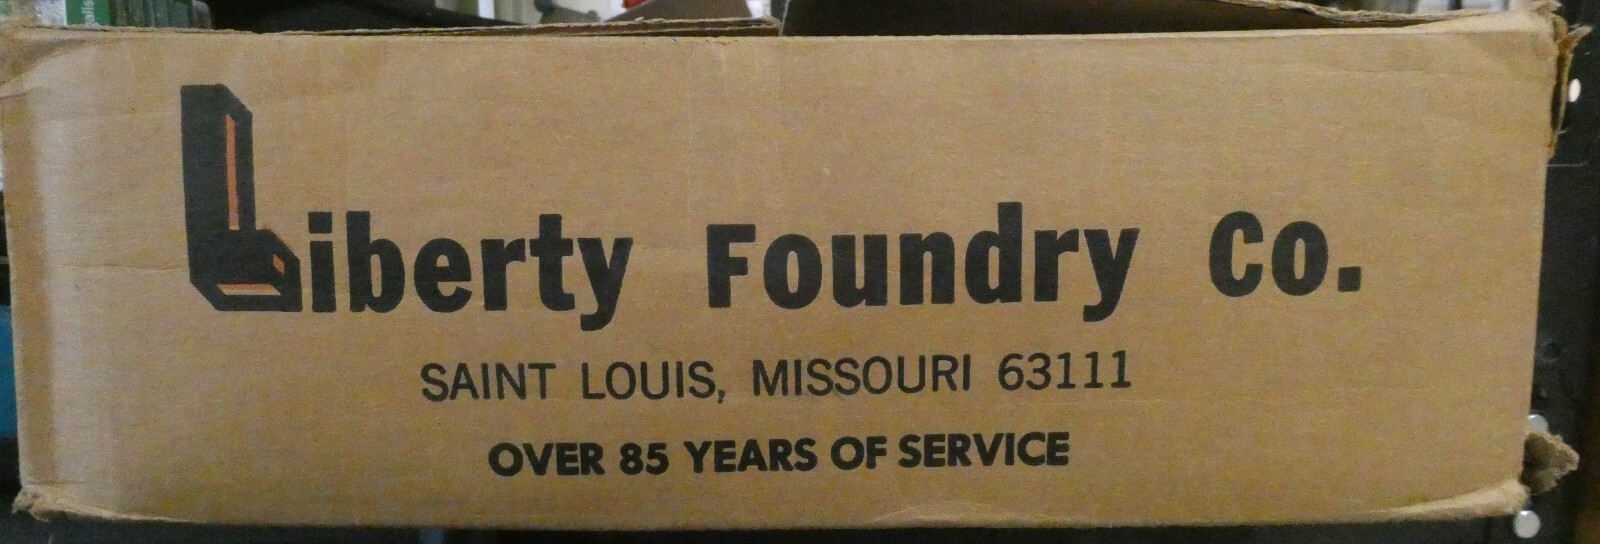 Liberty Foundry Co.
SAINT LOUIS, MISSOURI 63111
OVER 85 YEARS OF SERVICE